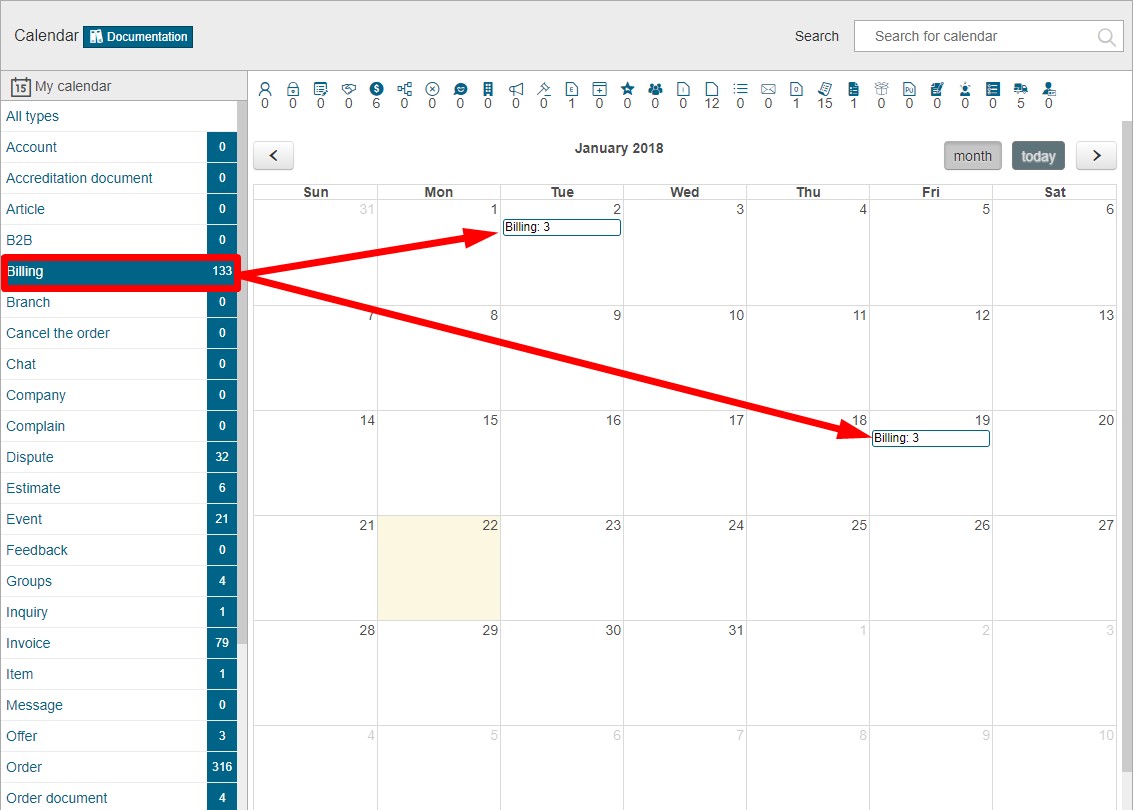 Calendar Documentation
Search Search for calendar
15 My calendar
All types
Account 0
Accreditation document 0
Article 0
B2B 0
Billing 133
Branch 0
Cancel the order 0
Chat 0
Company 0
Complain 0
Dispute 32
Estimate 6
Event 21
Feedback 0
Groups 4
Inquiry 1
Invoice 79
Item 1
Message 0
Offer 3
Order 316
Order document 4
0 0 0 0 6 0 0 0 0 0 0 1 0 0 0 0 12 0 0 1 15 1 0 0 0 0 0 5 0
January 2018
month today
Sun Mon Tue Wed Thu Fri Sat
31 1 2 3 4 5 6
Billing: 3
7 8 9 10 11 12 13
14 15 16 17 18 19 20
Billing: 3
21 22 23 24 25 26 27
28 29 30 31 1 2 3
4 5 6 7 8 9 10